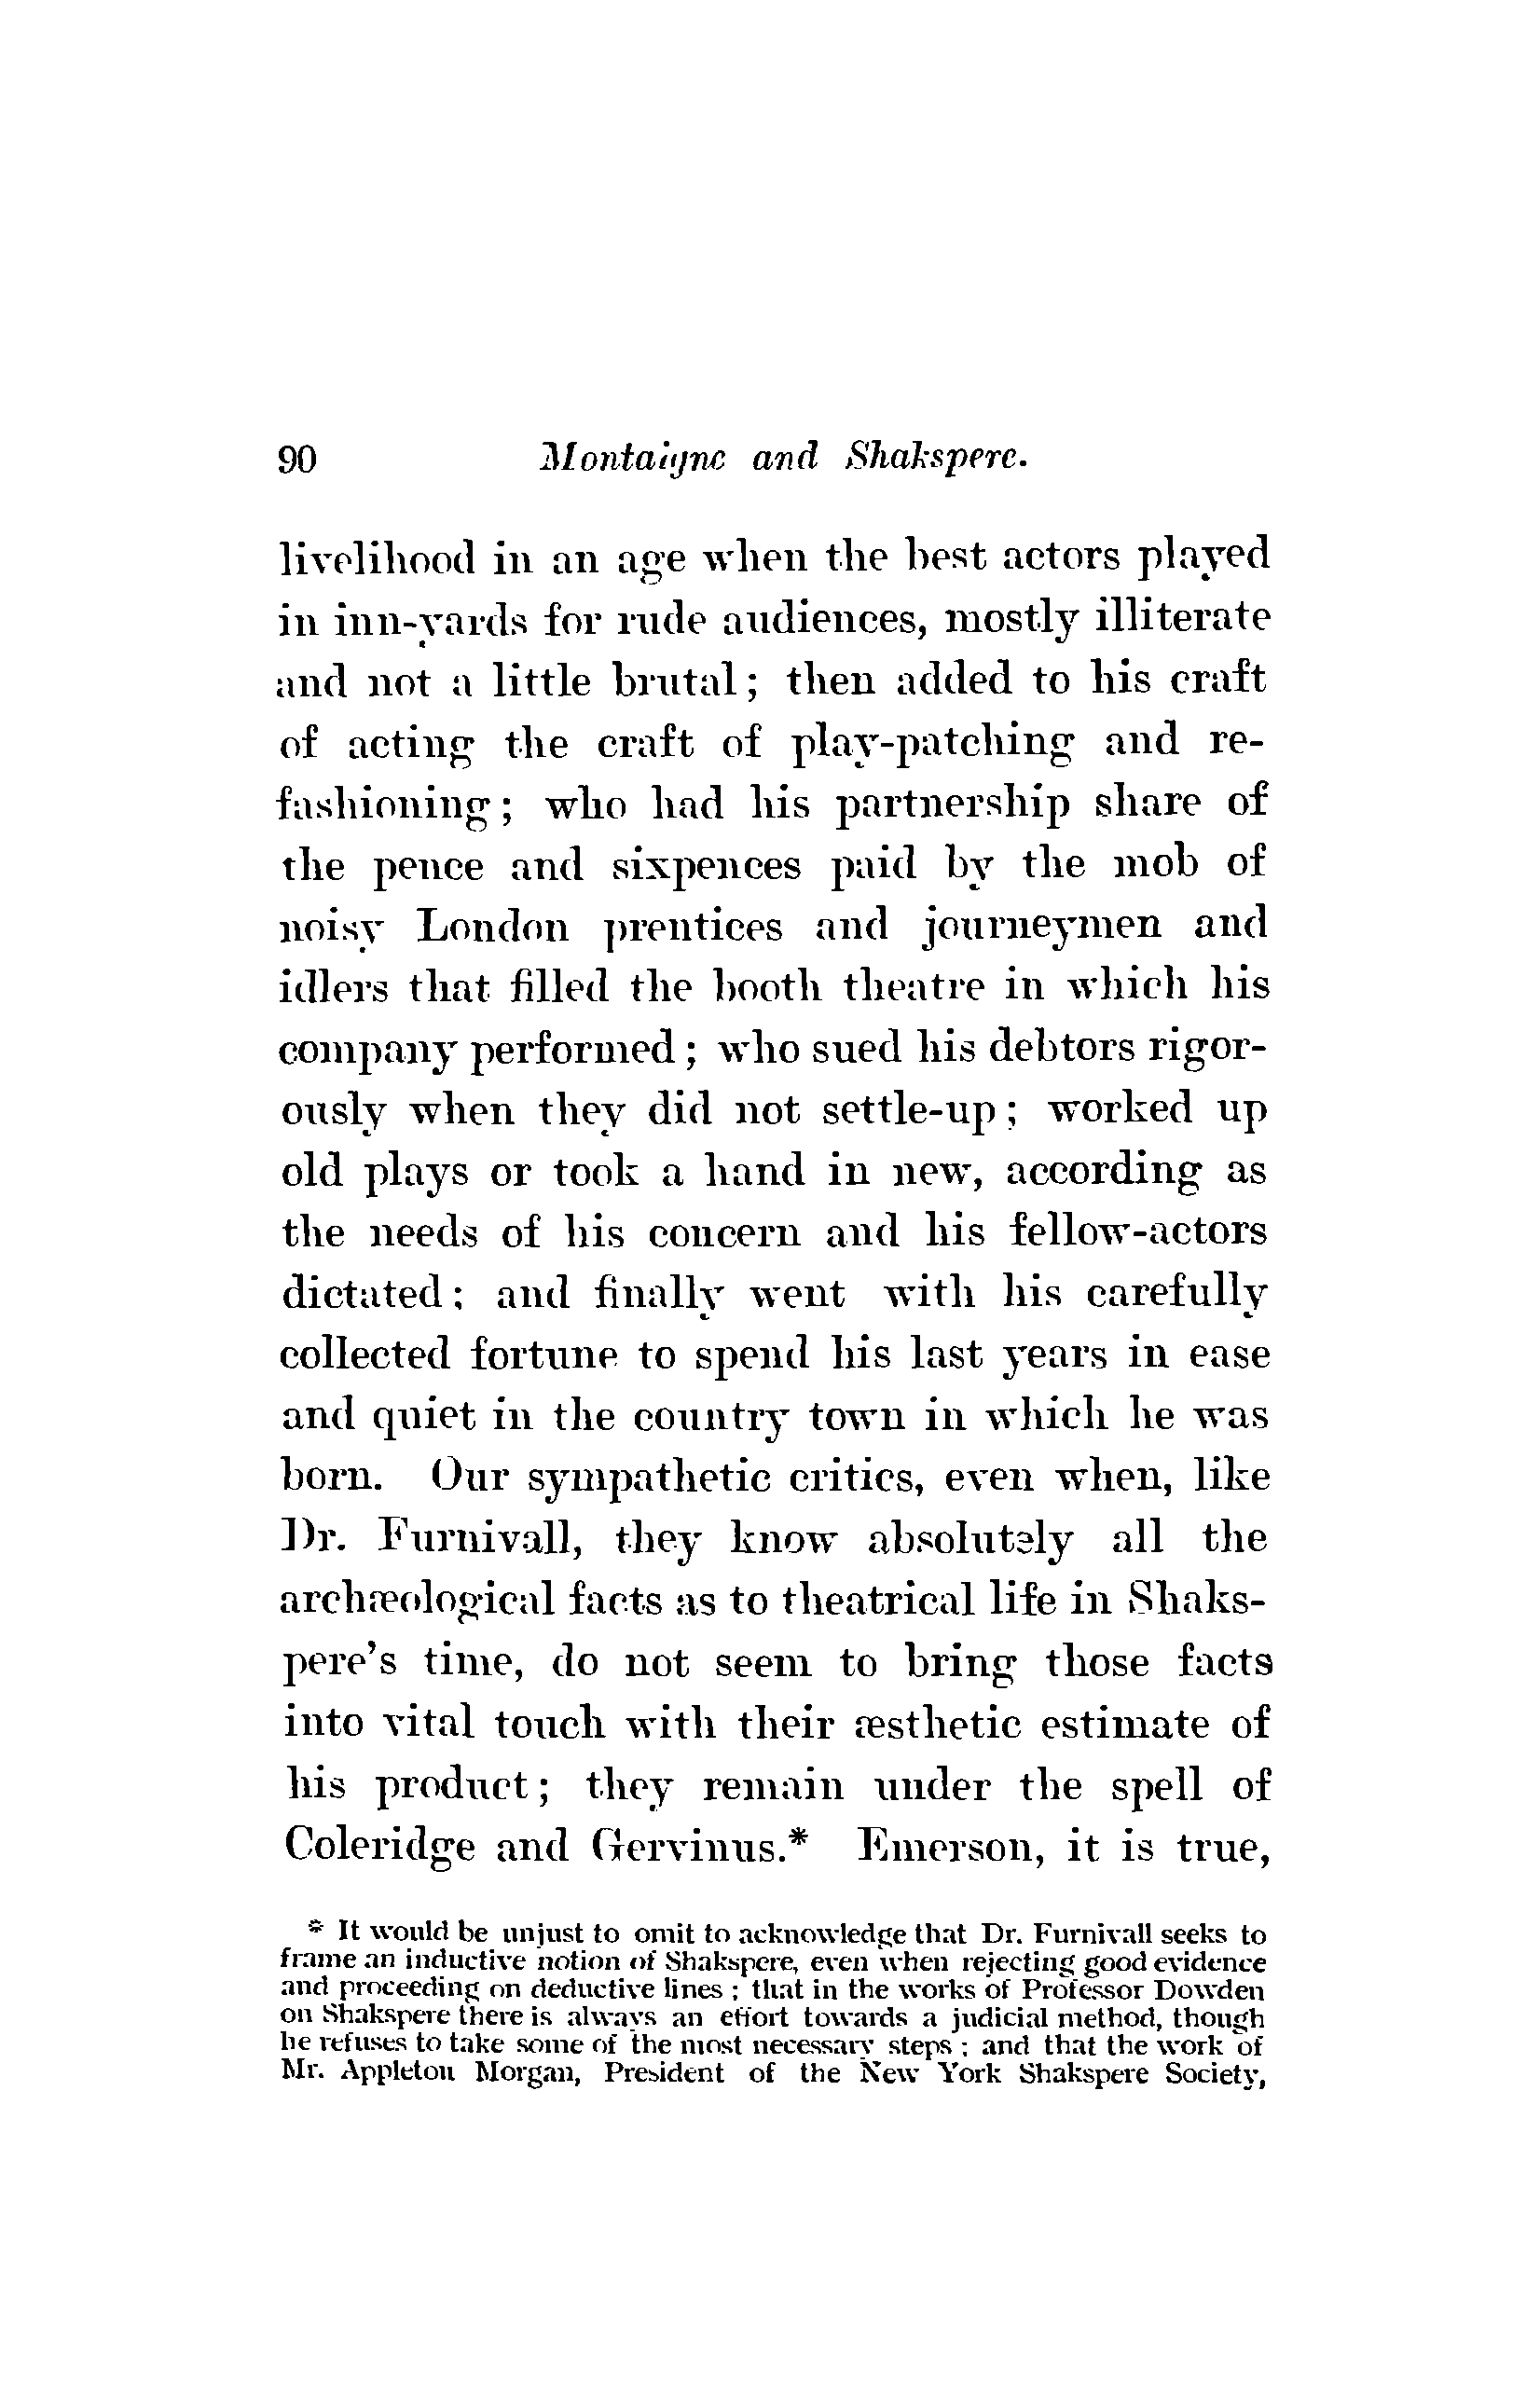 90 Montaigne and Shakspere.
livelihood in an age when the best actors played
in inn-yards for rude audiences, mostly illiterate
and not a little brutal; then added to his craft
of acting the craft of play-patching and re-
fashioning; who had his partnership share of
the pence and sixpences paid by the mob of
noisy London prentices and journeymen and
idlers that filled the booth theatre in which his
company performed; who sued his debtors rigor-
ously when they did not settle-up; worked up
old plays or took a hand in new, according as
the needs of his concern and his fellow-actors
dictated; and finally went with his carefully
collected fortune to spend his last years in ease
and quiet in the country town in which he was
born. Our sympathetic critics, even when, like
Dr. Furnivall, they know absolutely all the
archæological facts as to theatrical life in Shaks-
pere's time, do not seem to bring those facts
into vital touch with their æsthetic estimate of
his product; they remain under the spell of
Coleridge and Gervinus.* Emerson, it is true,
* It would be unjust to omit to acknowledge that Dr. Furnivall seeks to
frame an inductive notion of Shakspere, even when rejecting good evidence
and proceeding on deductive lines; that in the works of Professor Dowden
on Shakspere there is always an effort towards a judicial method, though
he refuses to take some of the most necessary steps; and that the work of
Mr. Appleton Morgan, President of the New York Shakspere Society,